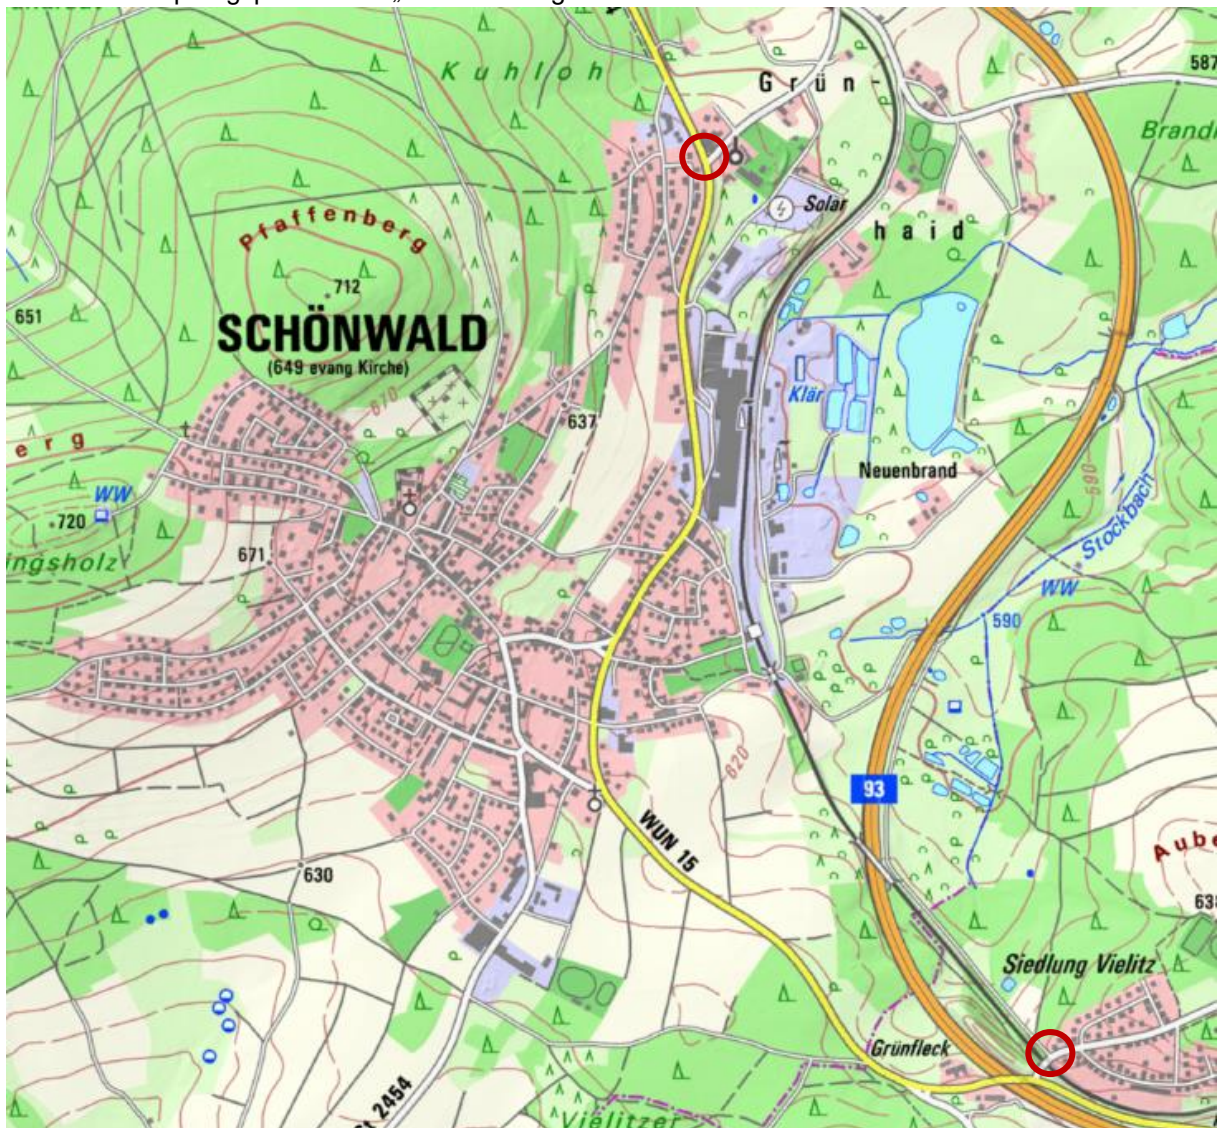 Kuhloh
Grün-
587
Brand
Solar
haid
Pfaffenberg
712
651
SCHÖNWALD
(649 evang Kirche)
Klär
670
637
erg
Neuenbrand
590
WW
720
Stockbach
ingsholz
671
WW
590
620
93
WUN 15
Aube
630
638
Siedlung Vielitz
Grünfleck
St 2454
Vielitzer